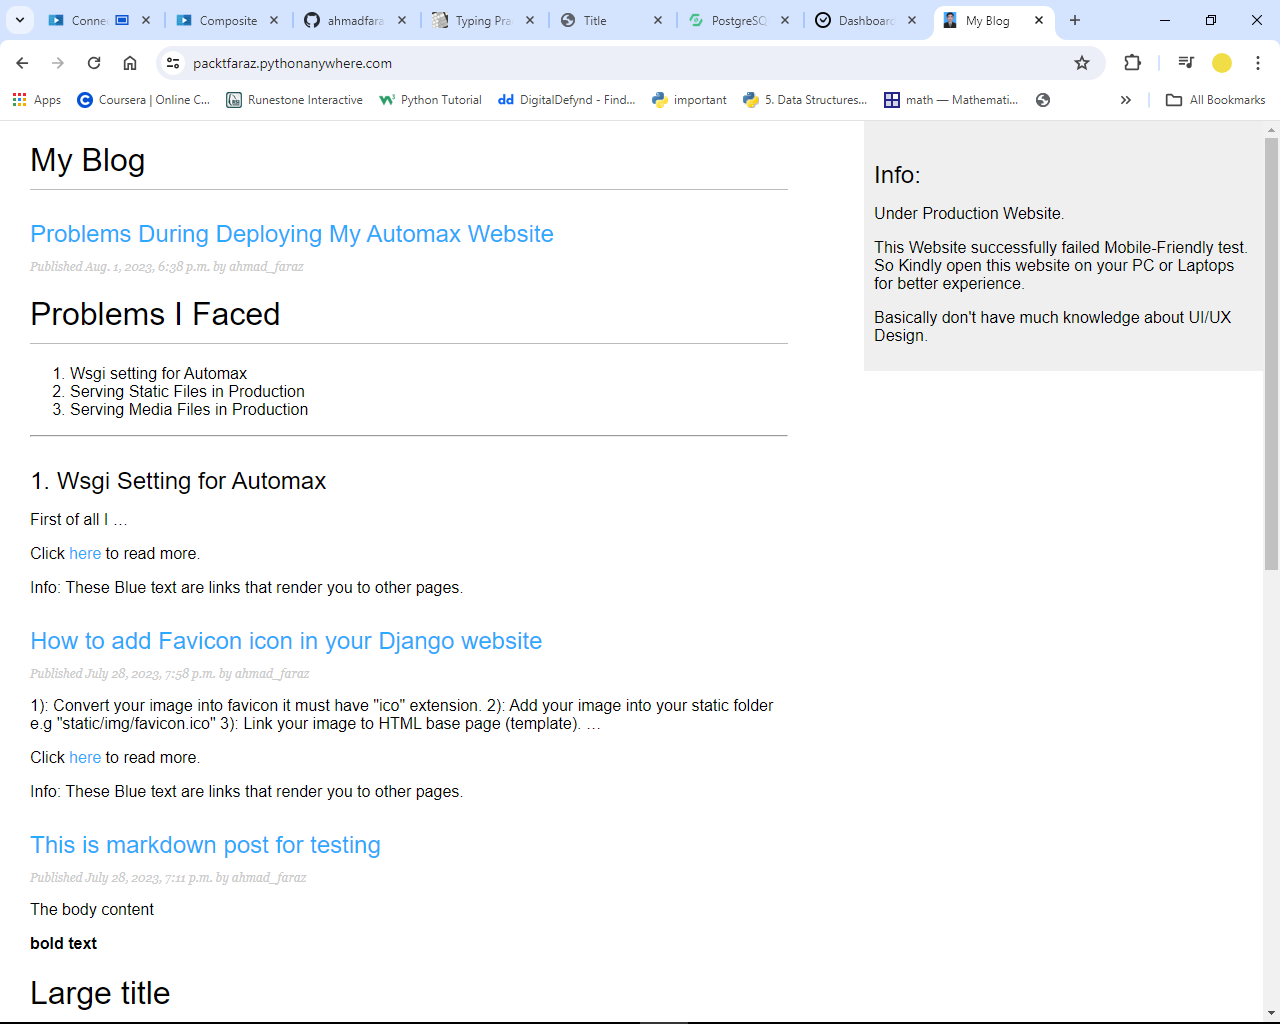 Connec
Composite
ahmadfara
Typing Prac
Title
PostgreSQ
Dashboard
My Blog
packtfaraz.pythonanywhere.com
Apps
Coursera | Online C...
Runestone Interactive
Python Tutorial
DigitalDefynd - Find...
important
5. Data Structures...
math — Mathemati...
All Bookmarks
My Blog
Problems During Deploying My Automax Website
Published Aug. 1, 2023, 6:38 p.m. by ahmad_faraz
Problems I Faced
1. Wsgi setting for Automax
2. Serving Static Files in Production
3. Serving Media Files in Production
1. Wsgi Setting for Automax
First of all I …
Click here to read more.
Info: These Blue text are links that render you to other pages.
How to add Favicon icon in your Django website
Published July 28, 2023, 7:58 p.m. by ahmad_faraz
1): Convert your image into favicon it must have "ico" extension. 2): Add your image into your static folder
e.g "static/img/favicon.ico" 3): Link your image to HTML base page (template). …
Click here to read more.
Info: These Blue text are links that render you to other pages.
This is markdown post for testing
Published July 28, 2023, 7:11 p.m. by ahmad_faraz
The body content
bold text
Large title
Info:
Under Production Website.
This Website successfully failed Mobile-Friendly test.
So Kindly open this website on your PC or Laptops
for better experience.
Basically don't have much knowledge about UI/UX
Design.